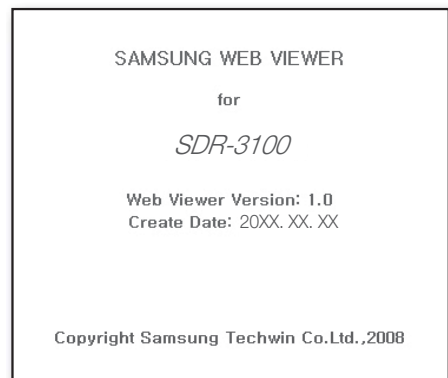 SAMSUNG WEB VIEWER
for
SDR-3100
Web Viewer Version: 1.0
Create Date: 20XX. XX. XX
Copyright Samsung Techwin Co.Ltd.,2008